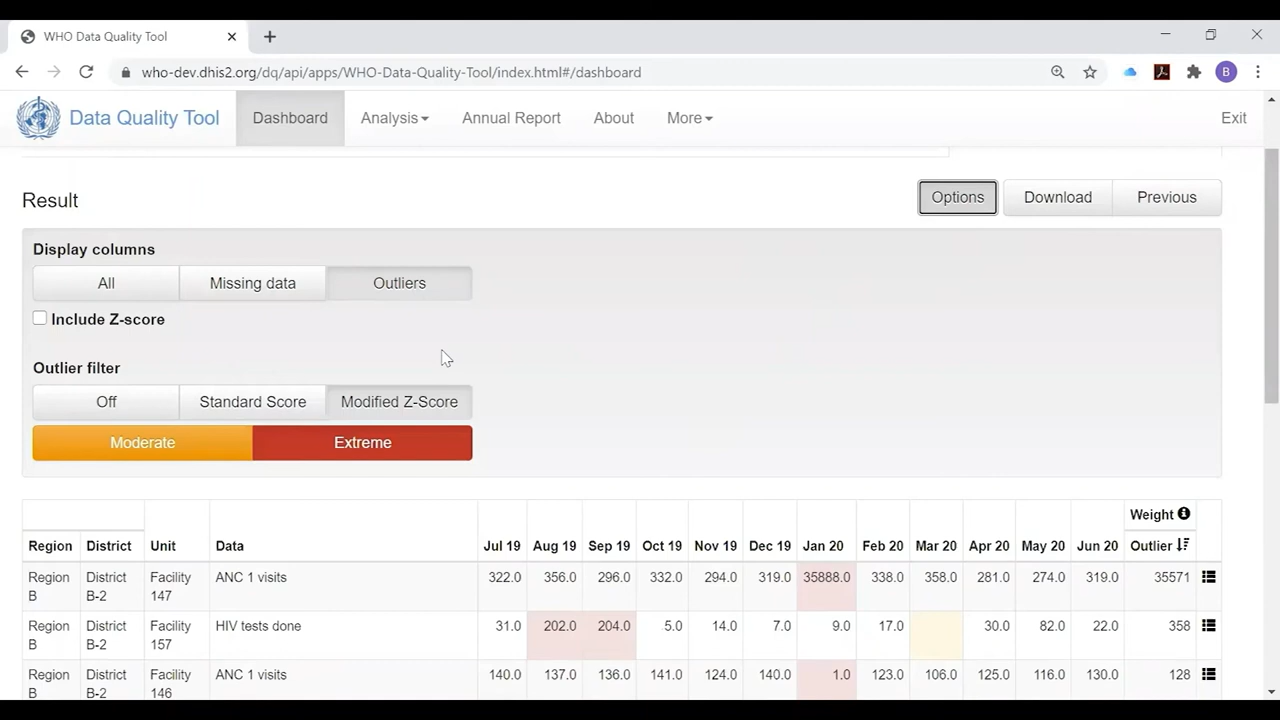 WHO Data Quality Tool
who-dev.dhis2.org/dq/api/apps/WHO-Data-Quality-Tool/index.html#/dashboard
B
Data Quality Tool Dashboard Analysis Annual Report About More Exit
Result Options Download Previous
Display columns
All Missing data Outliers
Include Z-score
Outlier filter
Off Standard Score Modified Z-Score
Moderate Extreme
Weight
Region District Unit Data Jul 19 Aug 19 Sep 19 Oct 19 Nov 19 Dec 19 Jan 20 Feb 20 Mar 20 Apr 20 May 20 Jun 20 Outlier
Region District Facility ANC 1 visits 322.0 356.0 296.0 332.0 294.0 319.0 35888.0 338.0 358.0 281.0 274.0 319.0 35571
B B-2 147
Region District Facility HIV tests done 31.0 202.0 204.0 5.0 14.0 7.0 9.0 17.0 30.0 82.0 22.0 358
B B-2 157
Region District Facility ANC 1 visits 140.0 137.0 136.0 141.0 124.0 140.0 1.0 123.0 106.0 125.0 116.0 130.0 128
B B-2 146